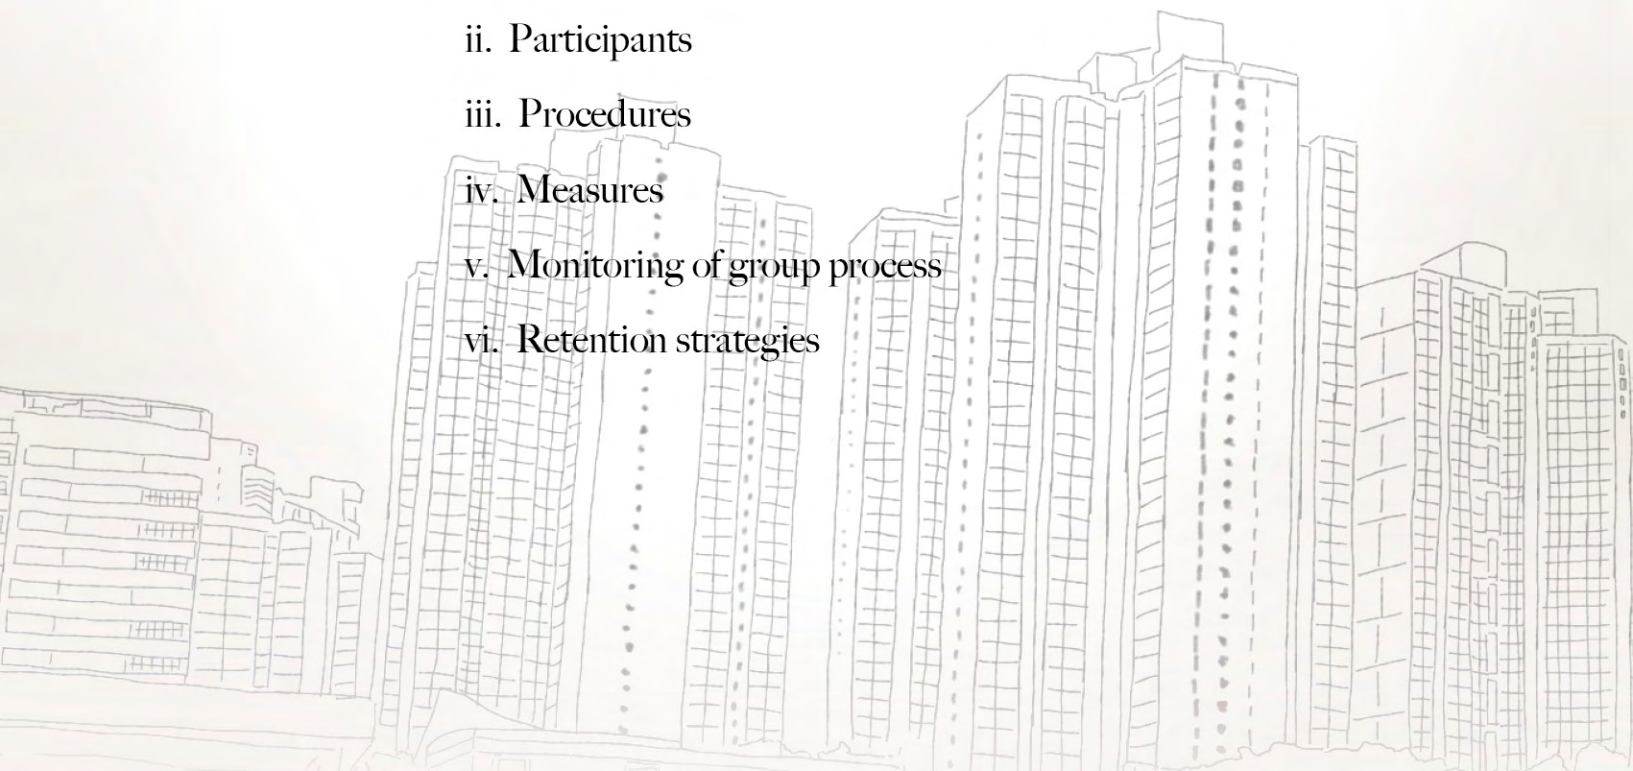 ii. Participants
iii. Procedures
iv. Measures
v. Monitoring of group process
vi. Retention strategies